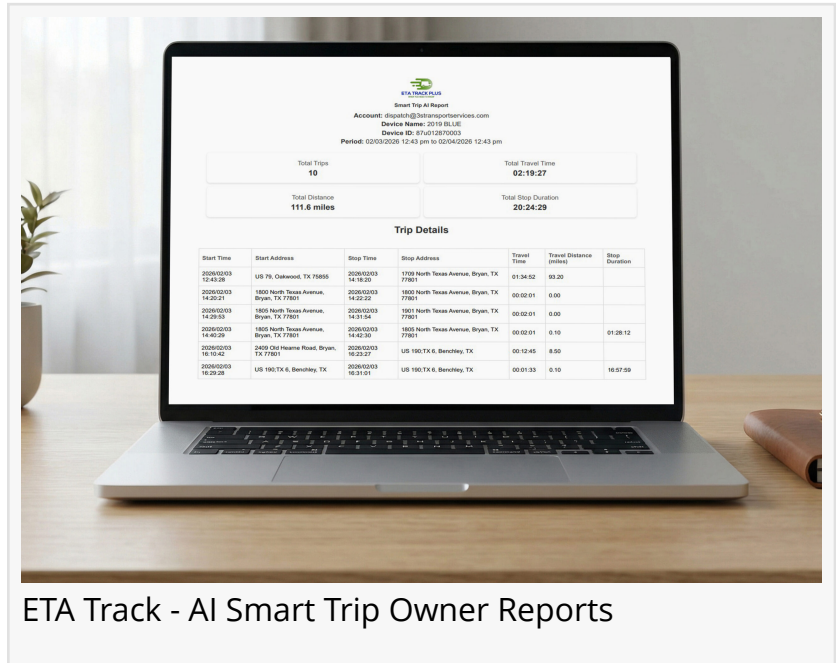 ETA TRACK PLUS
Smart Trip AI Report
Account: dispatch@3stransportservices.com
Device Name: 2019 BLUE
Device ID: 87u012870003
Period: 02/03/2026 12:43 pm to 02/04/2026 12:43 pm
Total Trips
10
Total Travel Time
02:19:27
Total Distance
111.6 miles
Total Stop Duration
20:24:29
Trip Details
Start Time Start Address Stop Time Stop Address Travel Time Travel Distance (miles) Stop Duration
2026/02/03 12:43:28 US 79, Oakwood, TX 75855 2026/02/03 14:18:20 1709 North Texas Avenue, Bryan, TX 77801 01:34:52 93.20
2026/02/03 14:20:21 1800 North Texas Avenue, Bryan, TX 77801 2026/02/03 14:22:22 1800 North Texas Avenue, Bryan, TX 77801 00:02:01 0.00
2026/02/03 14:29:53 1805 North Texas Avenue, Bryan, TX 77801 2026/02/03 14:31:54 1901 North Texas Avenue, Bryan, TX 77801 00:02:01 0.00
2026/02/03 14:40:29 1805 North Texas Avenue, Bryan, TX 77801 2026/02/03 14:42:30 1805 North Texas Avenue, Bryan, TX 77801 00:02:01 0.10 01:28:12
2026/02/03 16:10:42 2409 Old Hearne Road, Bryan, TX 77801 2026/02/03 16:23:27 US 190;TX 6, Benchley, TX 00:12:45 8.50
2026/02/03 16:29:28 US 190;TX 6, Benchley, TX 2026/02/03 16:31:01 US 190;TX 6, Benchley, TX 00:01:33 0.10 16:57:59
ETA Track - AI Smart Trip Owner Reports